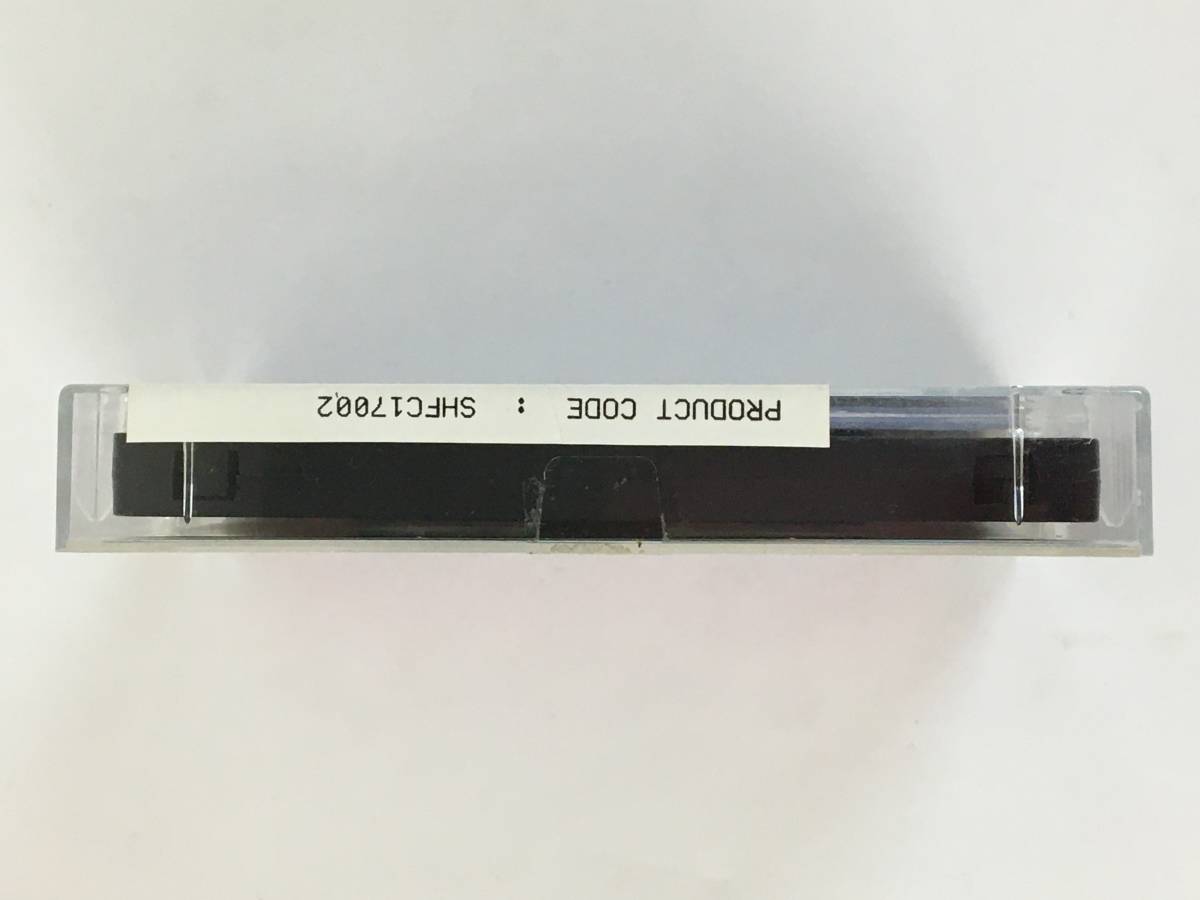 PRODUCT CODE : SHFC17002